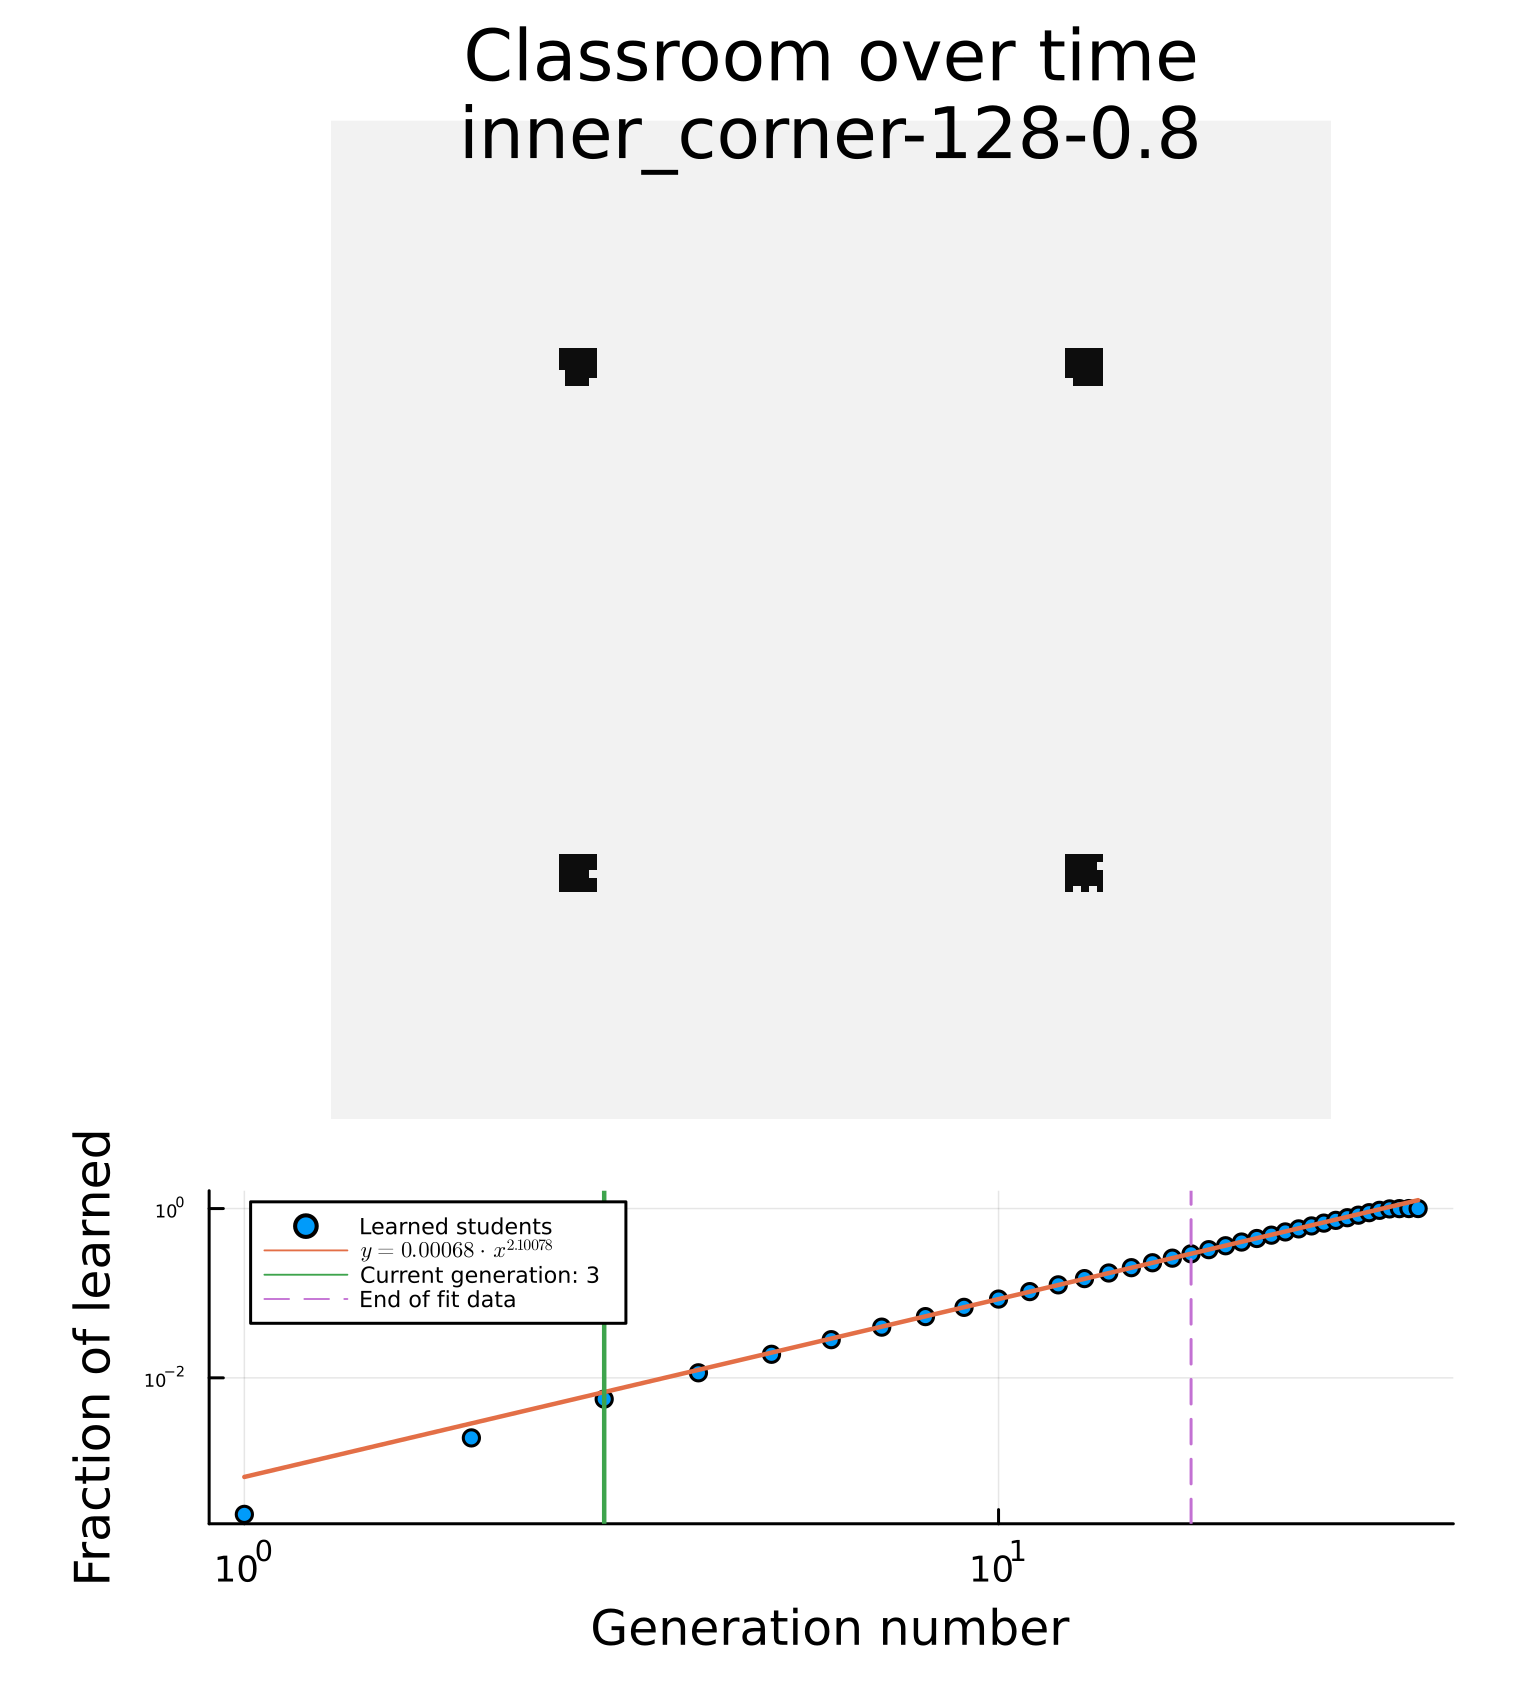 Classroom over time
inner_corner-128-0.8
Fraction of learned
10⁰
10⁻²
Learned students
y = 0.00068 · x^2.10078
Current generation: 3
End of fit data
10⁰
10¹
Generation number